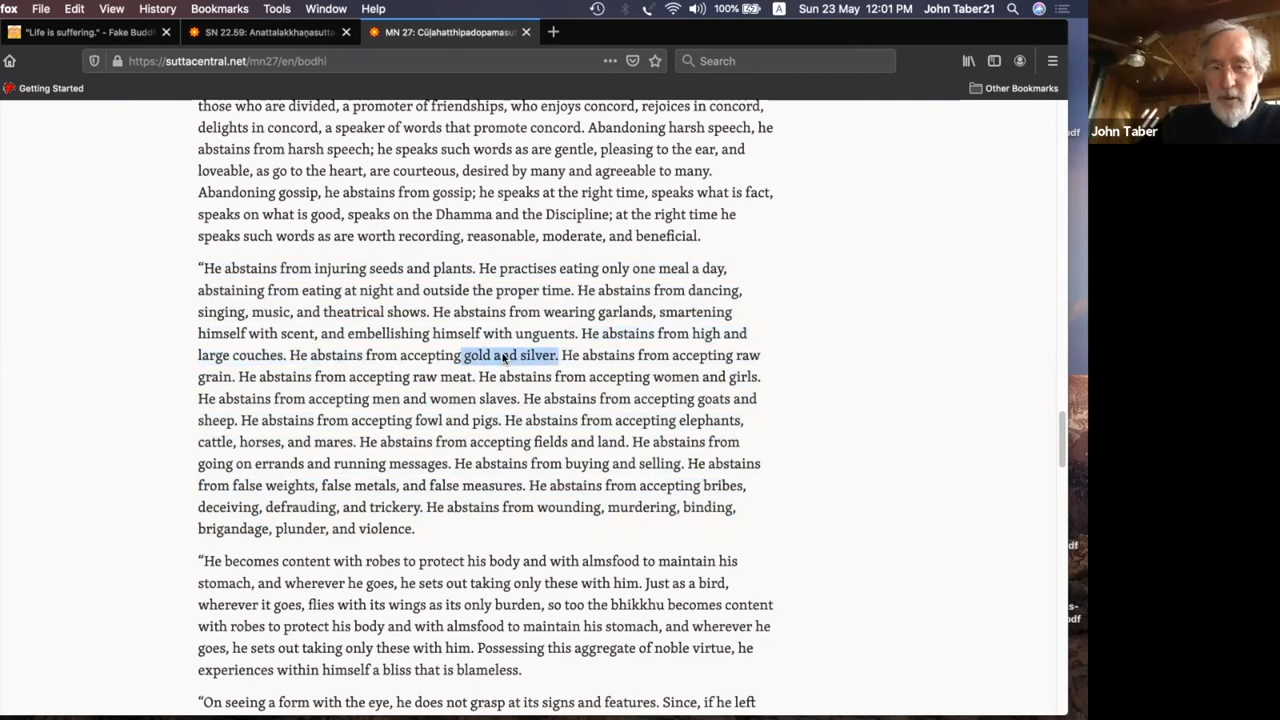 fox File Edit View History Bookmarks Tools Window Help 100% A Sun 23 May 12:01 PM John Taber21
"Life is suffering." - Fake Buddh × SN 22.59: Anattalakkhaṇasutta × MN 27: Cūḷahatthipadopamasut × +
https://suttacentral.net/mn27/en/bodhi Search
Getting Started Other Bookmarks
those who are divided, a promoter of friendships, who enjoys concord, rejoices in concord,
delights in concord, a speaker of words that promote concord. Abandoning harsh speech, he
abstains from harsh speech; he speaks such words as are gentle, pleasing to the ear, and
loveable, as go to the heart, are courteous, desired by many and agreeable to many.
Abandoning gossip, he abstains from gossip; he speaks at the right time, speaks what is fact,
speaks on what is good, speaks on the Dhamma and the Discipline; at the right time he
speaks such words as are worth recording, reasonable, moderate, and beneficial.
“He abstains from injuring seeds and plants. He practises eating only one meal a day,
abstaining from eating at night and outside the proper time. He abstains from dancing,
singing, music, and theatrical shows. He abstains from wearing garlands, smartening
himself with scent, and embellishing himself with unguents. He abstains from high and
large couches. He abstains from accepting gold and silver. He abstains from accepting raw
grain. He abstains from accepting raw meat. He abstains from accepting women and girls.
He abstains from accepting men and women slaves. He abstains from accepting goats and
sheep. He abstains from accepting fowl and pigs. He abstains from accepting elephants,
cattle, horses, and mares. He abstains from accepting fields and land. He abstains from
going on errands and running messages. He abstains from buying and selling. He abstains
from false weights, false metals, and false measures. He abstains from accepting bribes,
deceiving, defrauding, and trickery. He abstains from wounding, murdering, binding,
brigandage, plunder, and violence.
“He becomes content with robes to protect his body and with almsfood to maintain his
stomach, and wherever he goes, he sets out taking only these with him. Just as a bird,
wherever it goes, flies with its wings as its only burden, so too the bhikkhu becomes content
with robes to protect his body and with almsfood to maintain his stomach, and wherever he
goes, he sets out taking only these with him. Possessing this aggregate of noble virtue, he
experiences within himself a bliss that is blameless.
“On seeing a form with the eye, he does not grasp at its signs and features. Since, if he left
John Taber
df
df
s-
df